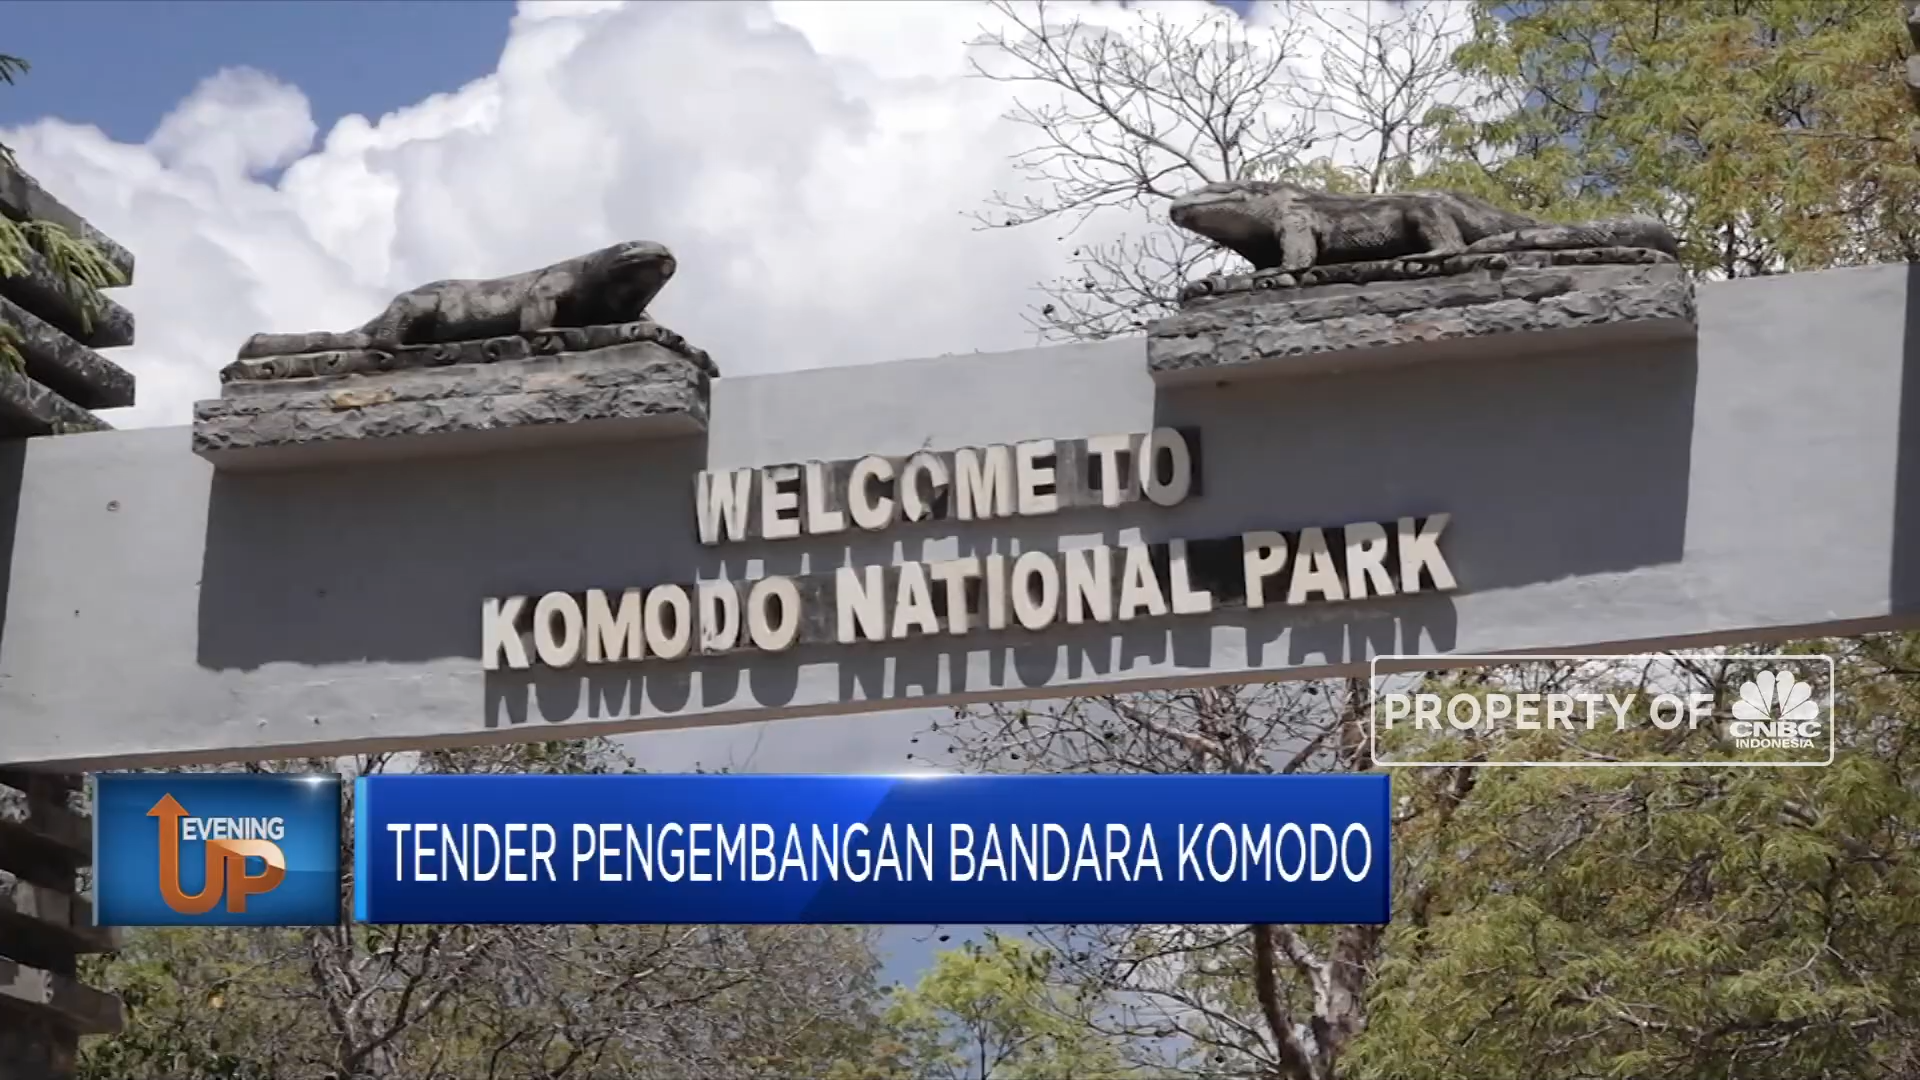 WELCOME TO
KOMODO NATIONAL PARK
PROPERTY OF CNBC
INDONESIA
EVENING
UP
TENDER PENGEMBANGAN BANDARA KOMODO